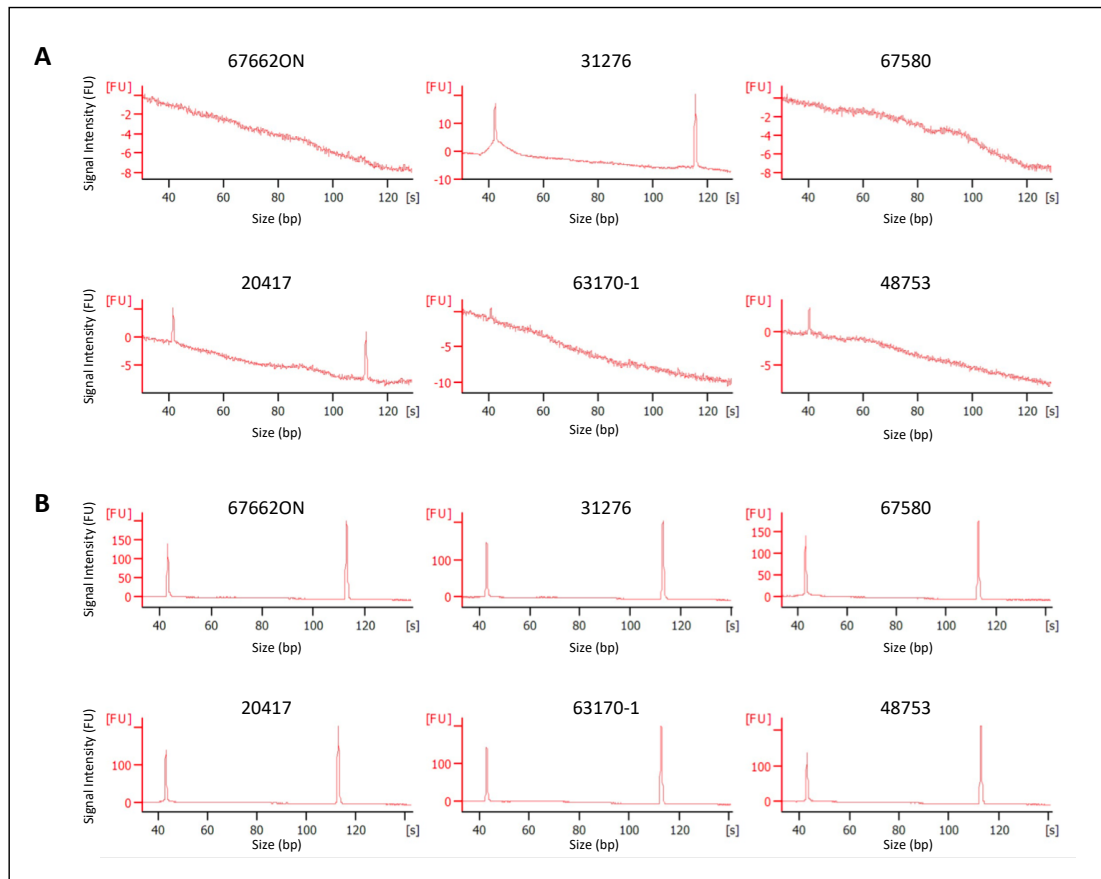 A
67662ON 31276 67580
Signal Intensity (FU)
[FU] [FU] [FU]
-2 10 -2
-4 0 -4
-6 -6
-8 -10 -8
40 60 80 100 120 [s] 40 60 80 100 120 [s] 40 60 80 100 120 [s]
Size (bp) Size (bp) Size (bp)
20417 63170-1 48753
Signal Intensity (FU)
[FU] [FU] [FU]
0 0 0
-5 -5 -5
-10
40 60 80 100 120 [s] 40 60 80 100 120 [s] 40 60 80 100 120 [s]
Size (bp) Size (bp) Size (bp)
B
67662ON 31276 67580
Signal Intensity (FU)
[FU] [FU] [FU]
150 150
100 100 100
50 50
0 0 0
40 60 80 100 120 [s] 40 60 80 100 120 [s] 40 60 80 100 120 [s]
Size (bp) Size (bp) Size (bp)
20417 63170-1 48753
Signal Intensity (FU)
[FU] [FU] [FU]
100 100 100
0 0 0
40 60 80 100 120 [s] 40 60 80 100 120 [s] 40 60 80 100 120 [s]
Size (bp) Size (bp) Size (bp)